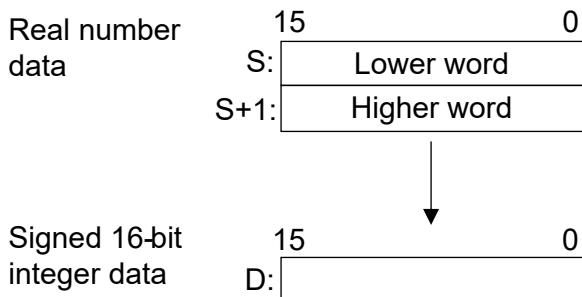 Real number
data
15 0
S: Lower word
S+1: Higher word
Signed 16-bit
integer data
15 0
D: